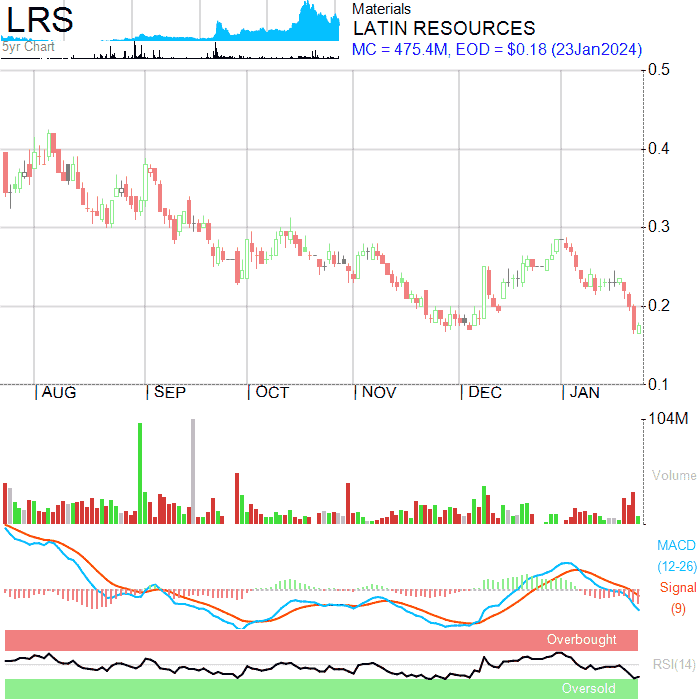 LRS
5yr Chart
Materials
LATIN RESOURCES
MC = 475.4M, EOD = $0.18 (23Jan2024)
0.5
0.4
0.3
0.2
0.1
AUG SEP OCT NOV DEC JAN
104M
Volume
MACD
(12-26)
Signal
(9)
Overbought
RSI(14)
Oversold